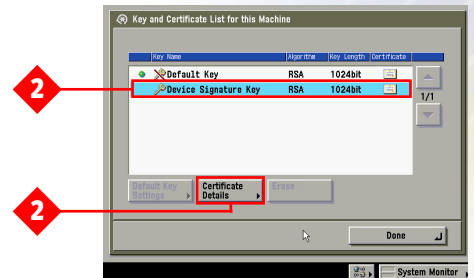 Key and Certificate List for this Machine
Key Name Algorithm Key Length Certificate
Default Key RSA 1024bit
2 Device Signature Key RSA 1024bit
1/1
Default Key Settings
Certificate Details
Erase
2
Done
System Monitor